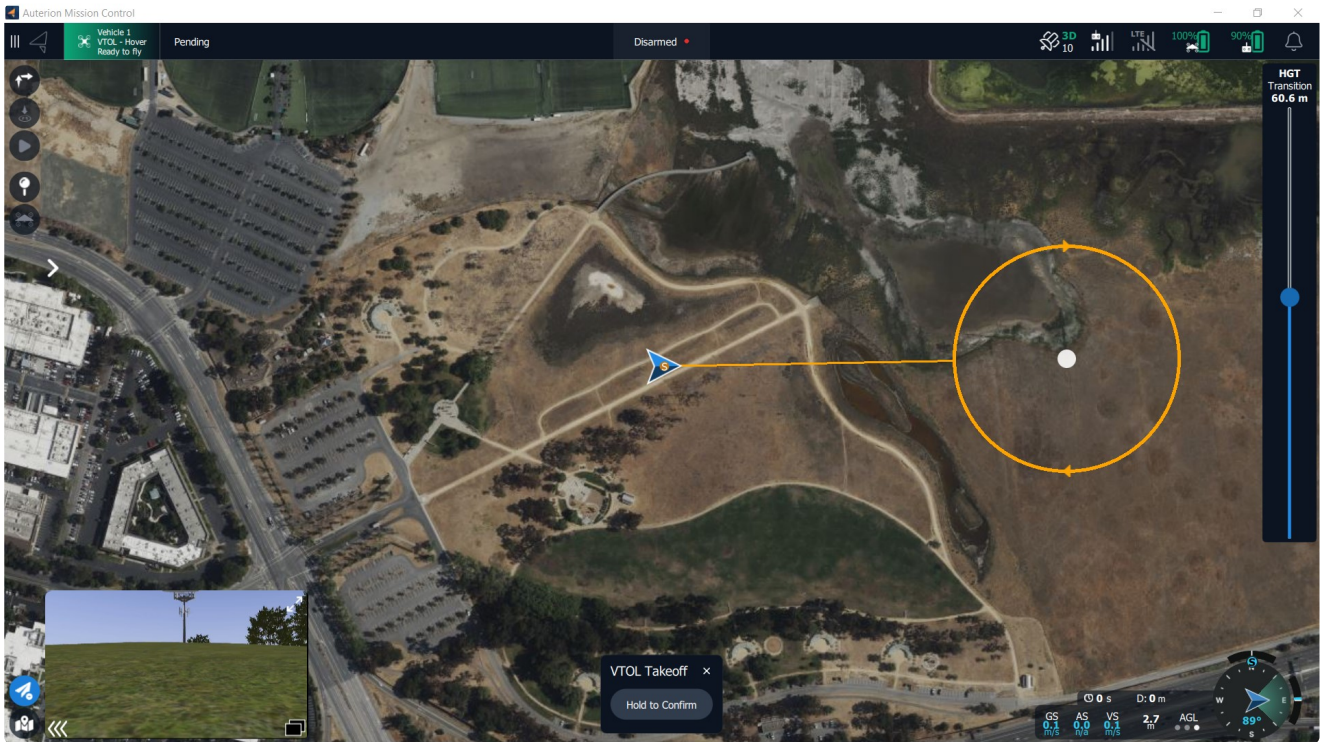 Auterion Mission Control
Vehicle 1
VTOL - Hover
Ready to fly
Pending
Disarmed
3D
10
LTE
100%
90%
HGT
Transition
60.6 m
S
VTOL Takeoff ×
Hold to Confirm
0 s D: 0 m
GS AS VS
0.1 0.0 0.1
m/s n/a m/s
2.7
m
AGL
S
N
W E
89°
S